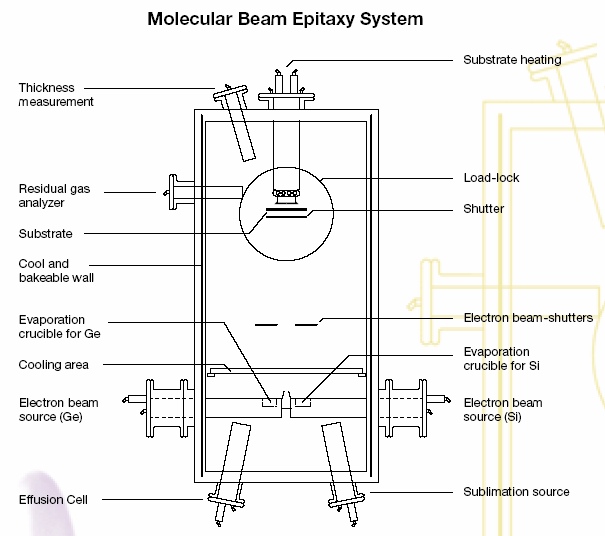 Molecular Beam Epitaxy System
Substrate heating
Thickness
measurement
Load-lock
Residual gas
analyzer
Shutter
Substrate
Cool and
bakeable wall
Evaporation
crucible for Ge
Electron beam-shutters
Cooling area
Evaporation
crucible for Si
Electron beam
source (Ge)
Electron beam
source (Si)
Effusion Cell
Sublimation source